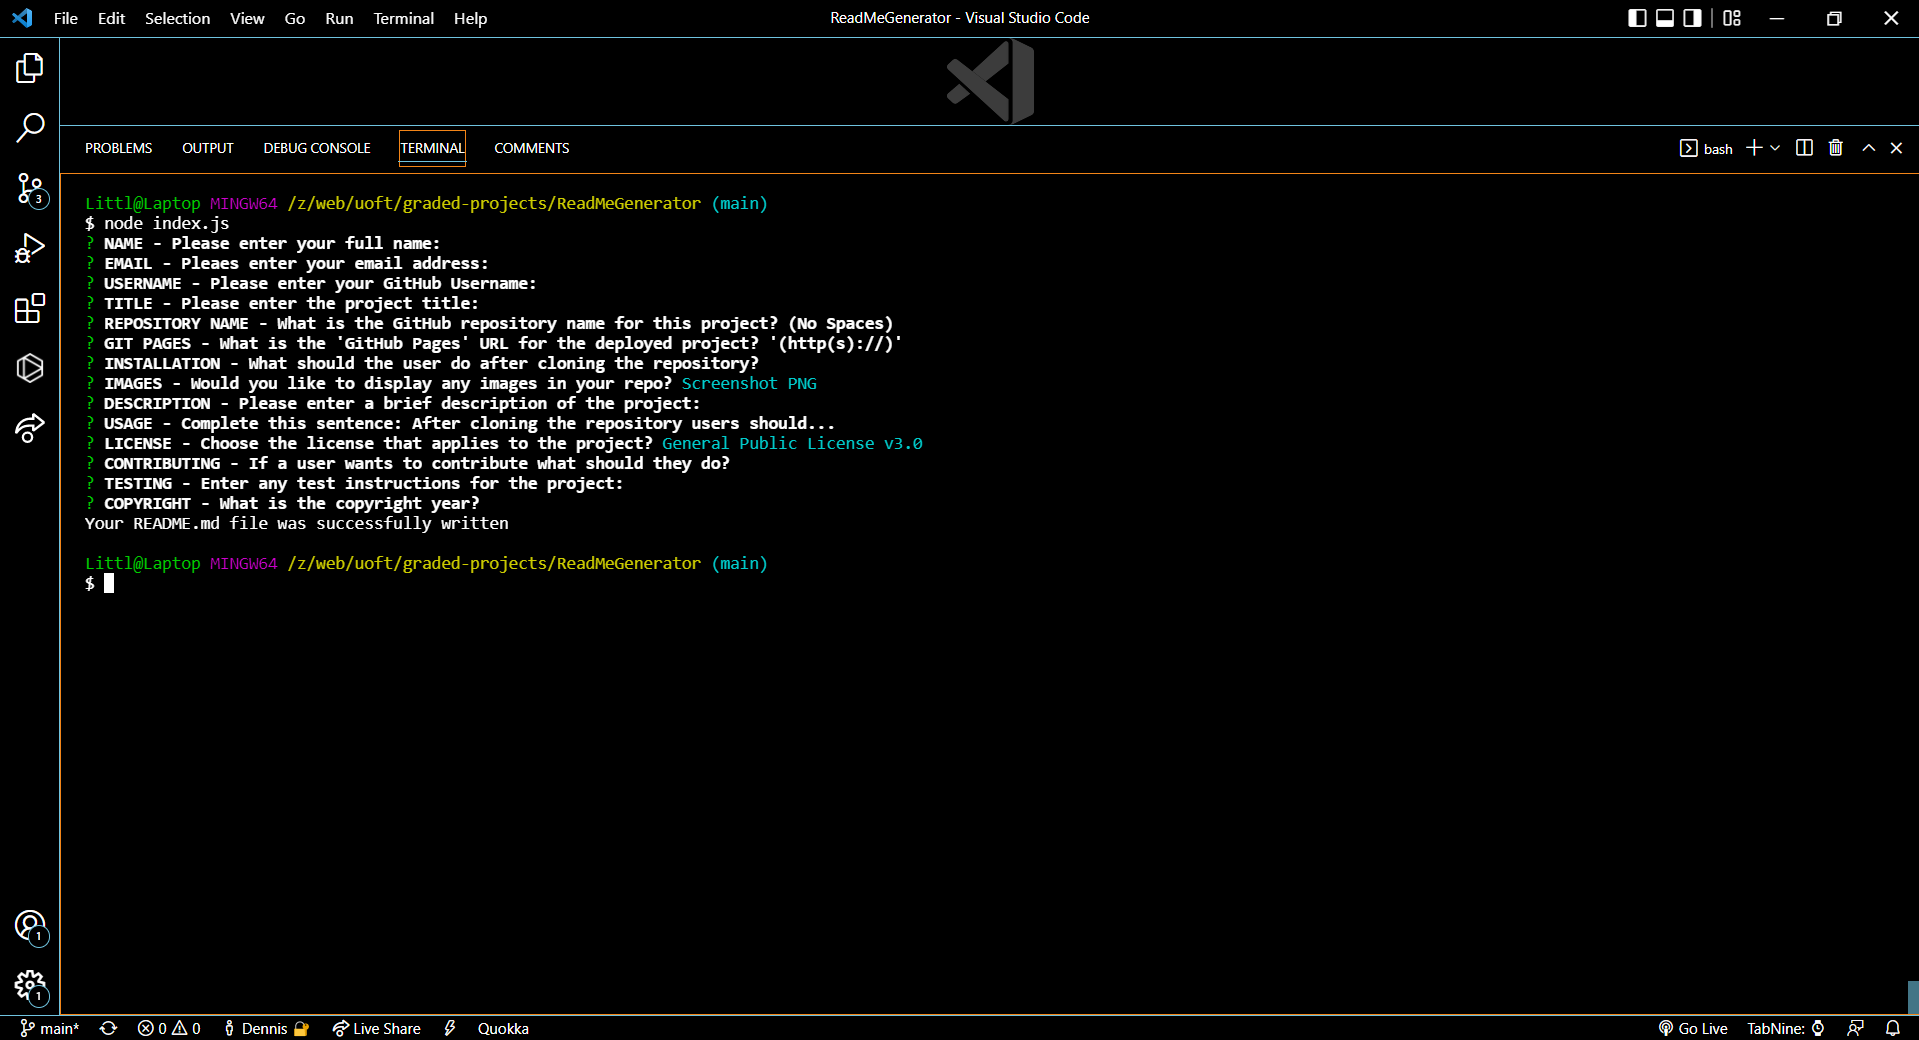 File Edit Selection View Go Run Terminal Help
ReadMeGenerator - Visual Studio Code
PROBLEMS OUTPUT DEBUG CONSOLE TERMINAL COMMENTS
bash
3
Littl@Laptop MINGW64 /z/web/uoft/graded-projects/ReadMeGenerator (main)
$ node index.js
? NAME - Please enter your full name:
? EMAIL - Pleaes enter your email address:
? USERNAME - Please enter your GitHub Username:
? TITLE - Please enter the project title:
? REPOSITORY NAME - What is the GitHub repository name for this project? (No Spaces)
? GIT PAGES - What is the 'GitHub Pages' URL for the deployed project? '(http(s)://)'
? INSTALLATION - What should the user do after cloning the repository?
? IMAGES - Would you like to display any images in your repo? Screenshot PNG
? DESCRIPTION - Please enter a brief description of the project:
? USAGE - Complete this sentence: After cloning the repository users should...
? LICENSE - Choose the license that applies to the project? General Public License v3.0
? CONTRIBUTING - If a user wants to contribute what should they do?
? TESTING - Enter any test instructions for the project:
? COPYRIGHT - What is the copyright year?
Your README.md file was successfully written
Littl@Laptop MINGW64 /z/web/uoft/graded-projects/ReadMeGenerator (main)
$
1
1
main* 0 0 Dennis Live Share Quokka
Go Live TabNine: